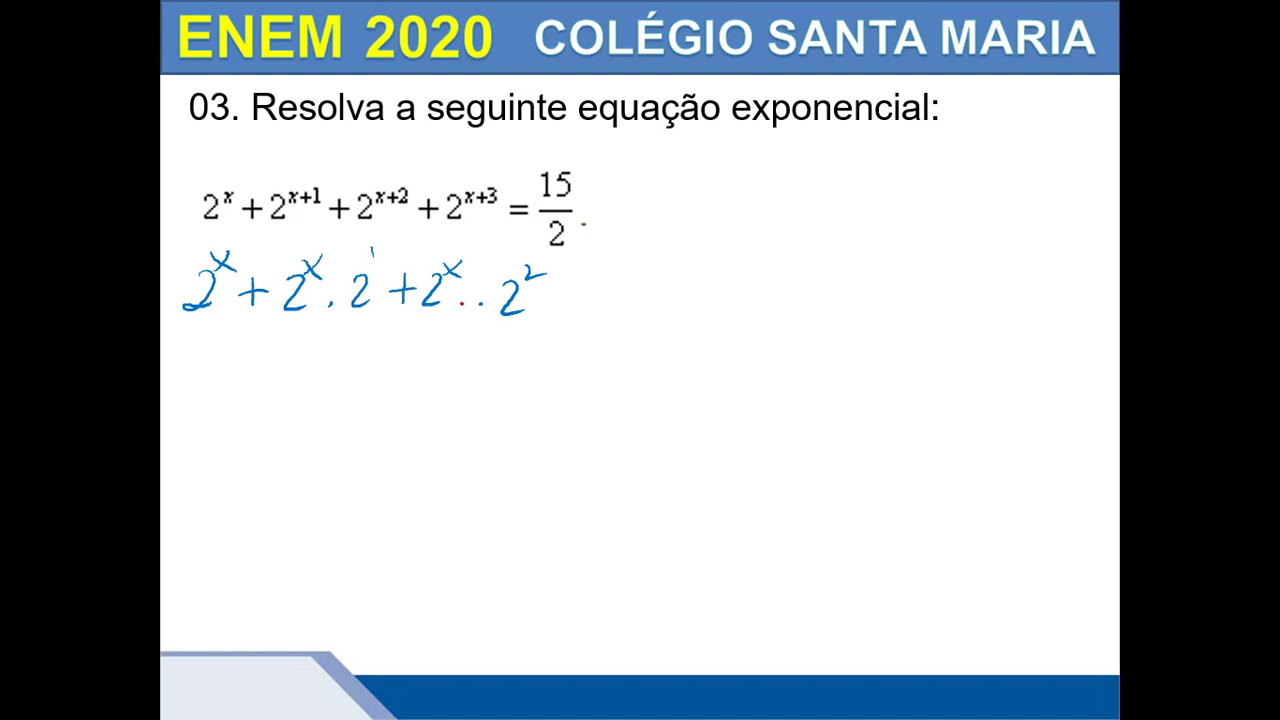 ENEM 2020 COLÉGIO SANTA MARIA
03. Resolva a seguinte equação exponencial:
2^x + 2^{x+1} + 2^{x+2} + 2^{x+3} = 15/2.
2^x + 2^x . 2^1 + 2^x . . 2^2